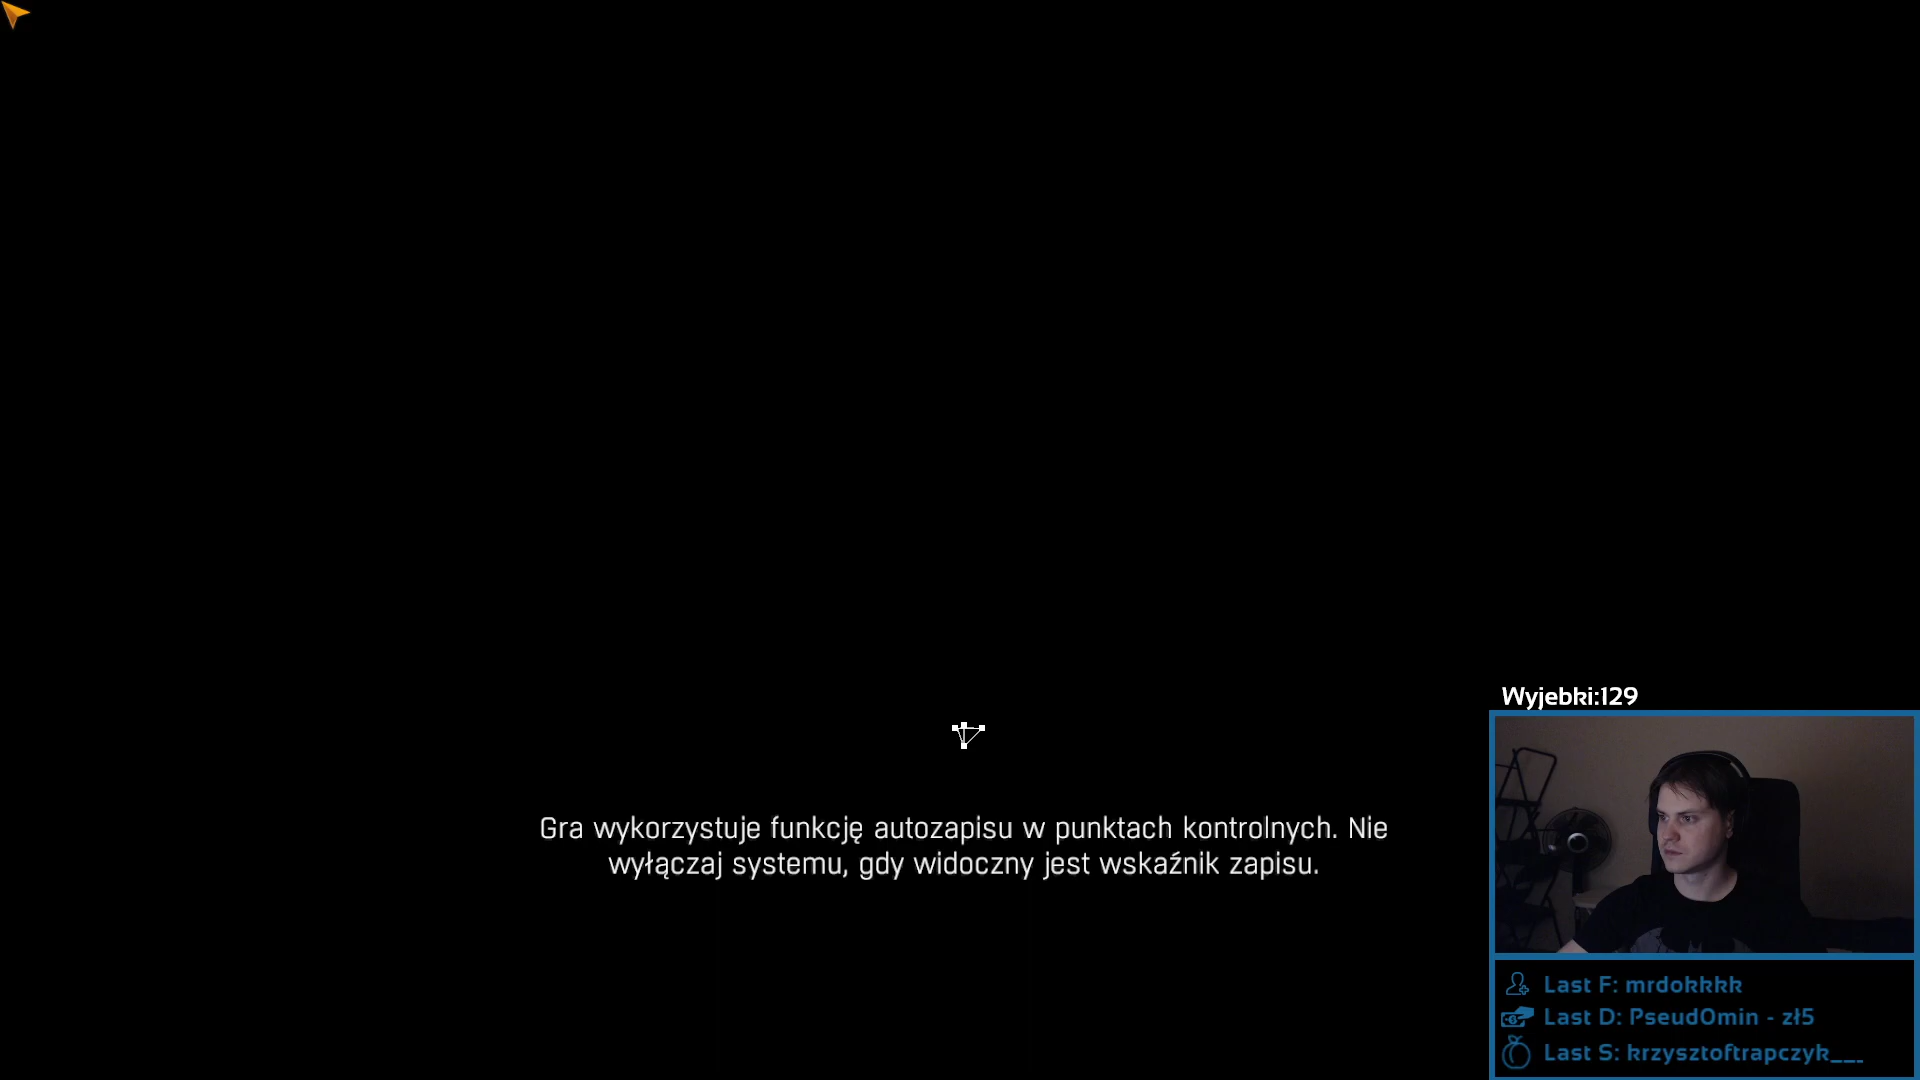 Gra wykorzystuje funkcję autozapisu w punktach kontrolnych. Nie
wyłączaj systemu, gdy widoczny jest wskaźnik zapisu.
Wyjebki:129
Last F: mrdokkkk
Last D: PseudOmin - zł5
Last S: krzysztoftrapczyk___